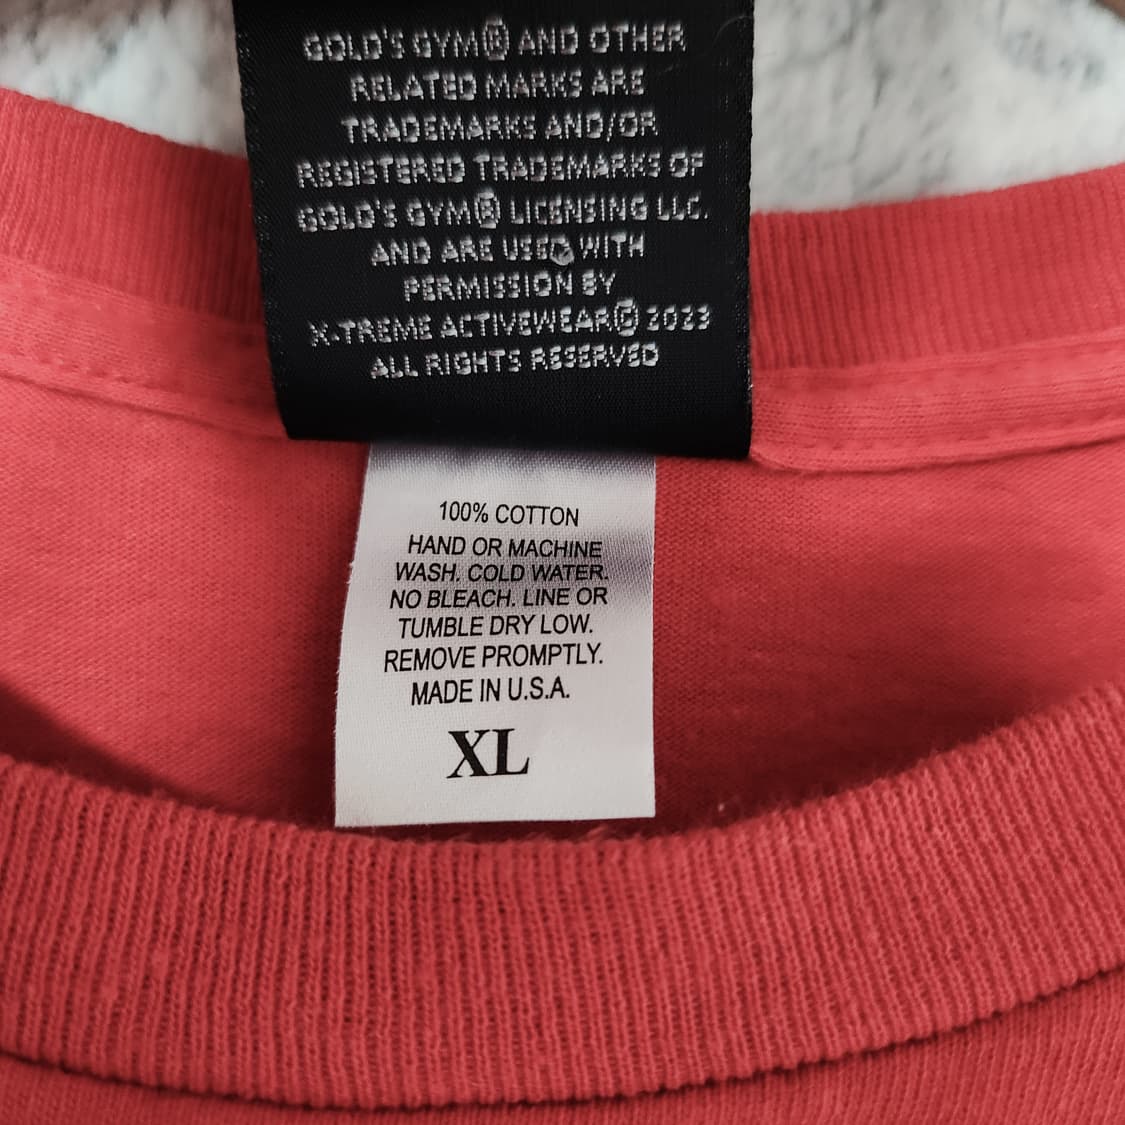 GOLD'S GYM® AND OTHER
RELATED MARKS ARE
TRADEMARKS AND/OR
REGISTERED TRADEMARKS OF
GOLD'S GYM® LICENSING LLC.
AND ARE USED WITH
PERMISSION BY
X-TREME ACTIVEWEAR© 2023
ALL RIGHTS RESERVED
100% COTTON
HAND OR MACHINE
WASH. COLD WATER.
NO BLEACH. LINE OR
TUMBLE DRY LOW.
REMOVE PROMPTLY.
MADE IN U.S.A.
XL